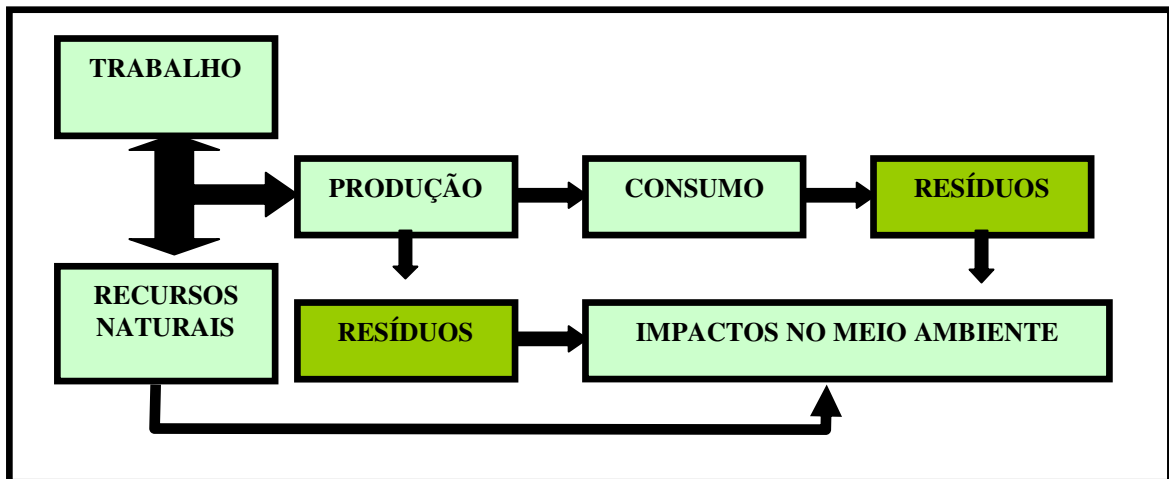 TRABALHO
PRODUÇÃO
CONSUMO
RESÍDUOS
RECURSOS
NATURAIS
RESÍDUOS
IMPACTOS NO MEIO AMBIENTE